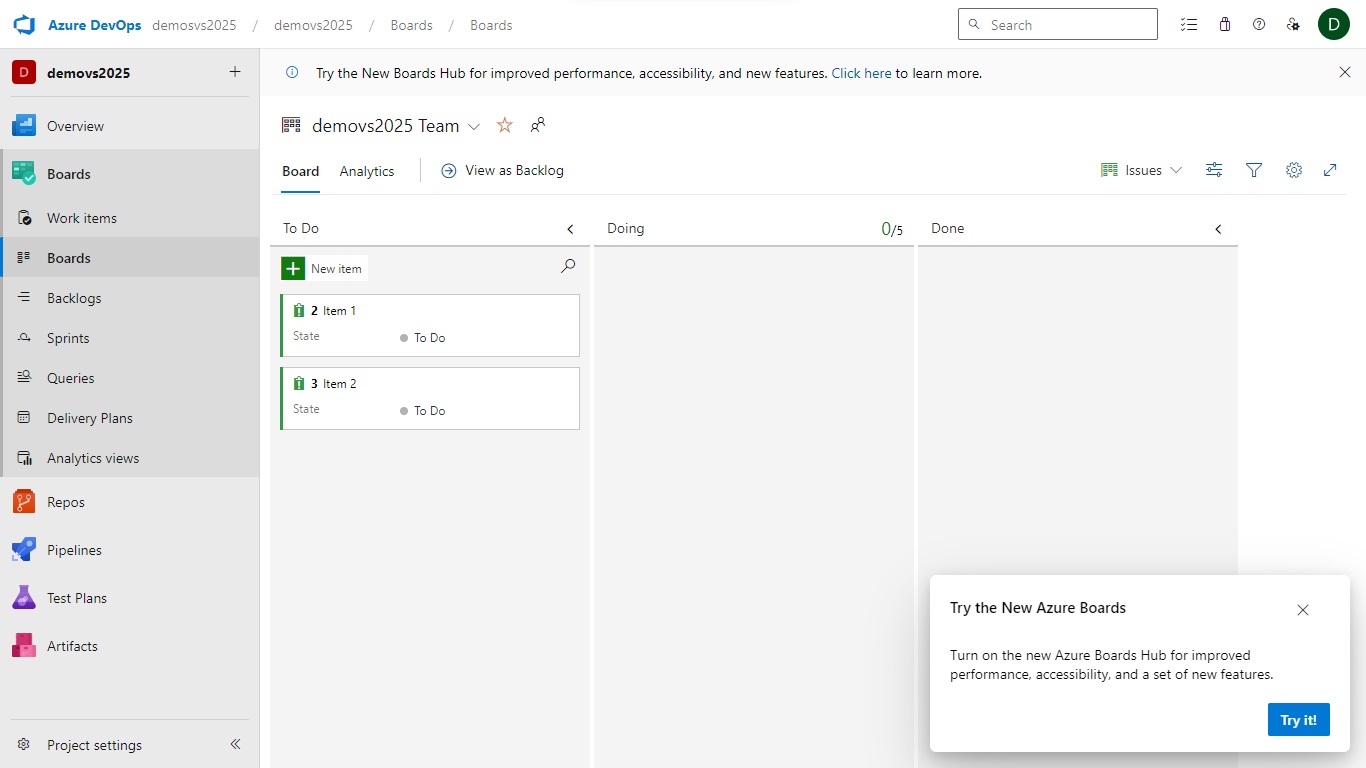 Azure DevOps demosvs2025 / demovs2025 / Boards / Boards
Search
D
D demovs2025
Try the New Boards Hub for improved performance, accessibility, and new features. Click here to learn more.
Overview
Boards
Work items
Boards
Backlogs
Sprints
Queries
Delivery Plans
Analytics views
Repos
Pipelines
Test Plans
Artifacts
Project settings
demovs2025 Team
Board Analytics View as Backlog Issues
To Do
Doing 0/5
Done
New item
2 Item 1
State To Do
3 Item 2
State To Do
Try the New Azure Boards
Turn on the new Azure Boards Hub for improved
performance, accessibility, and a set of new features.
Try it!